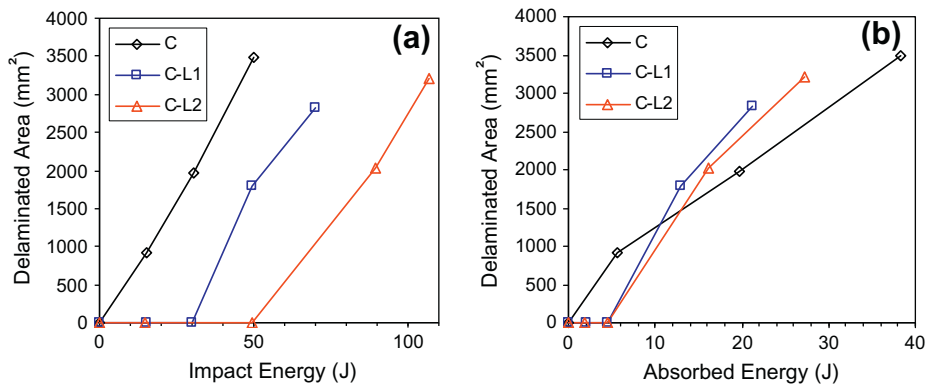 (a)
C
C-L1
C-L2
Delaminated Area (mm²)
4000
3500
3000
2500
2000
1500
1000
500
0
0 50 100
Impact Energy (J)
(b)
C
C-L1
C-L2
Delaminated Area (mm²)
4000
3500
3000
2500
2000
1500
1000
500
0
0 10 20 30 40
Absorbed Energy (J)